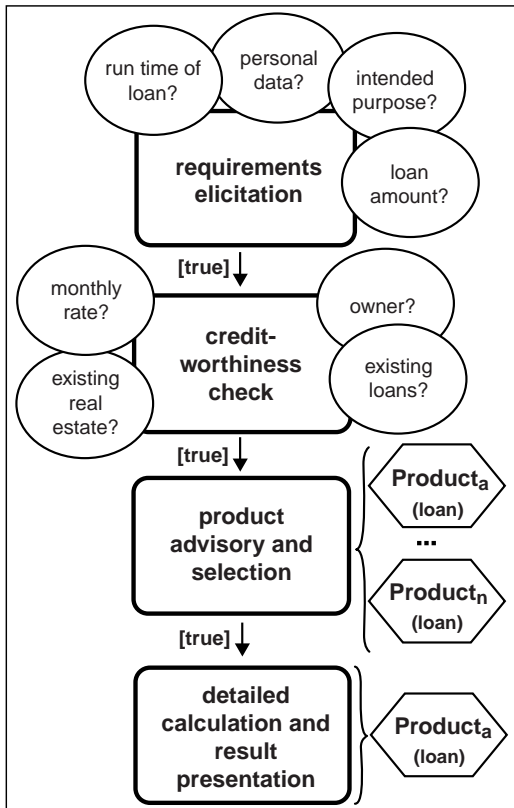 run time of
loan?
personal
data?
intended
purpose?
requirements
elicitation
loan
amount?
[true]
monthly
rate?
owner?
credit-
worthiness
check
existing
real
estate?
existing
loans?
[true]
product
advisory and
selection
Productₐ
(loan)
...
Productₙ
(loan)
[true]
detailed
calculation and
result
presentation
Productₐ
(loan)